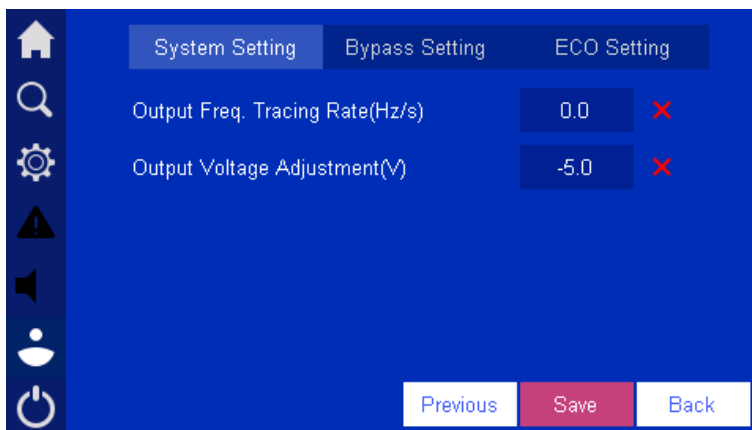 System Setting Bypass Setting ECO Setting
Output Freq. Tracing Rate(Hz/s) 0.0
Output Voltage Adjustment(V) -5.0
Previous Save Back